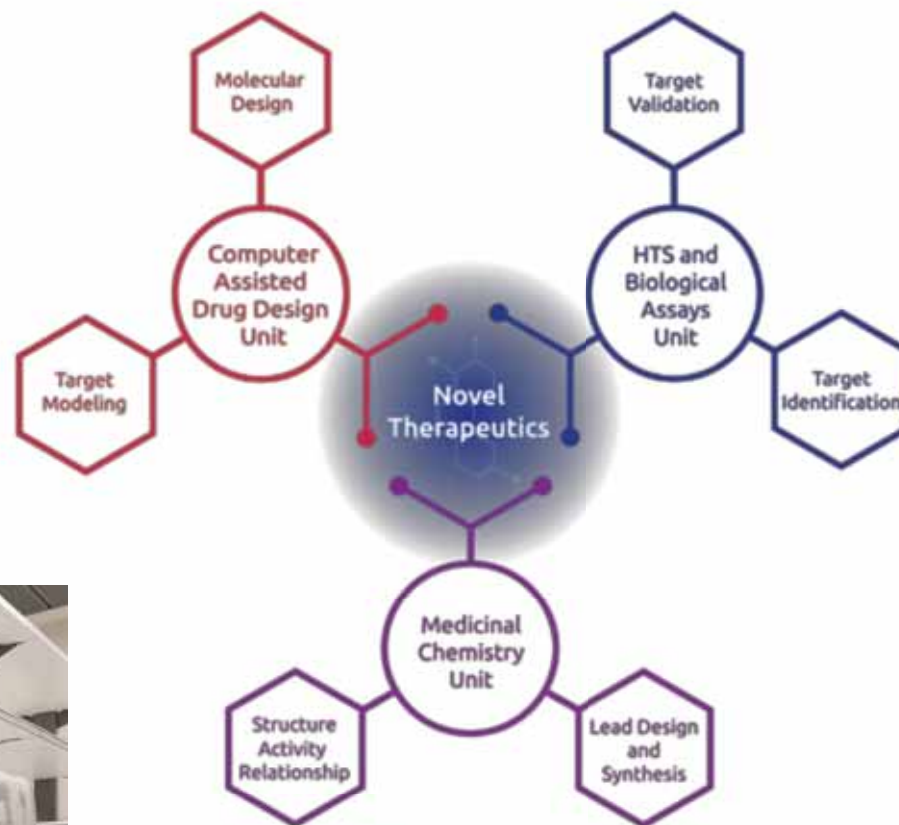 Molecular
Design
Target
Validation
Computer
Assisted
Drug Design
Unit
HTS and
Biological
Assays
Unit
Target
Modeling
Novel
Therapeutics
Target
Identification
Medicinal
Chemistry
Unit
Structure
Activity
Relationship
Lead Design
and
Synthesis